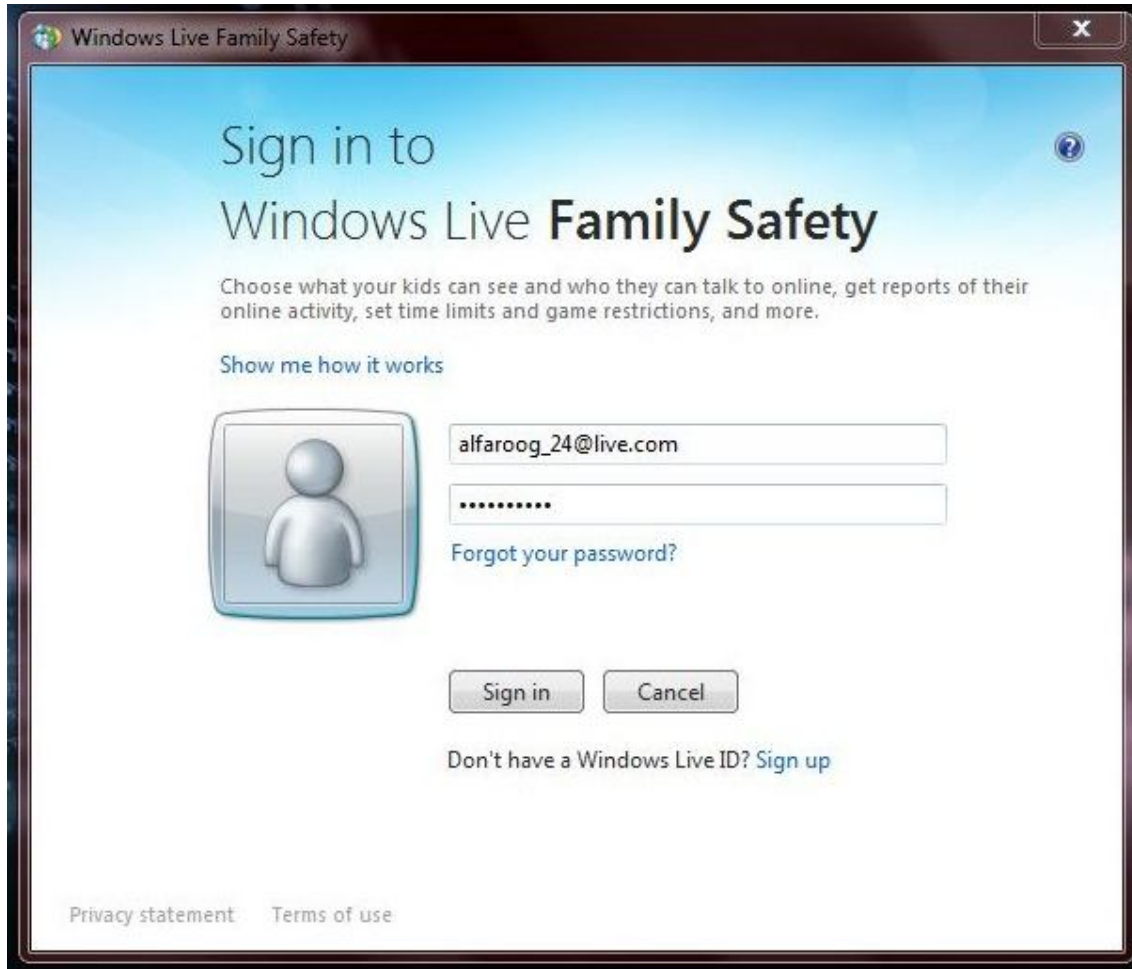 Windows Live Family Safety
Sign in to
Windows Live Family Safety
Choose what your kids can see and who they can talk to online, get reports of their
online activity, set time limits and game restrictions, and more.
Show me how it works
alfaroog_24@live.com
••••••••••
Forgot your password?
Sign in Cancel
Don't have a Windows Live ID? Sign up
Privacy statement Terms of use